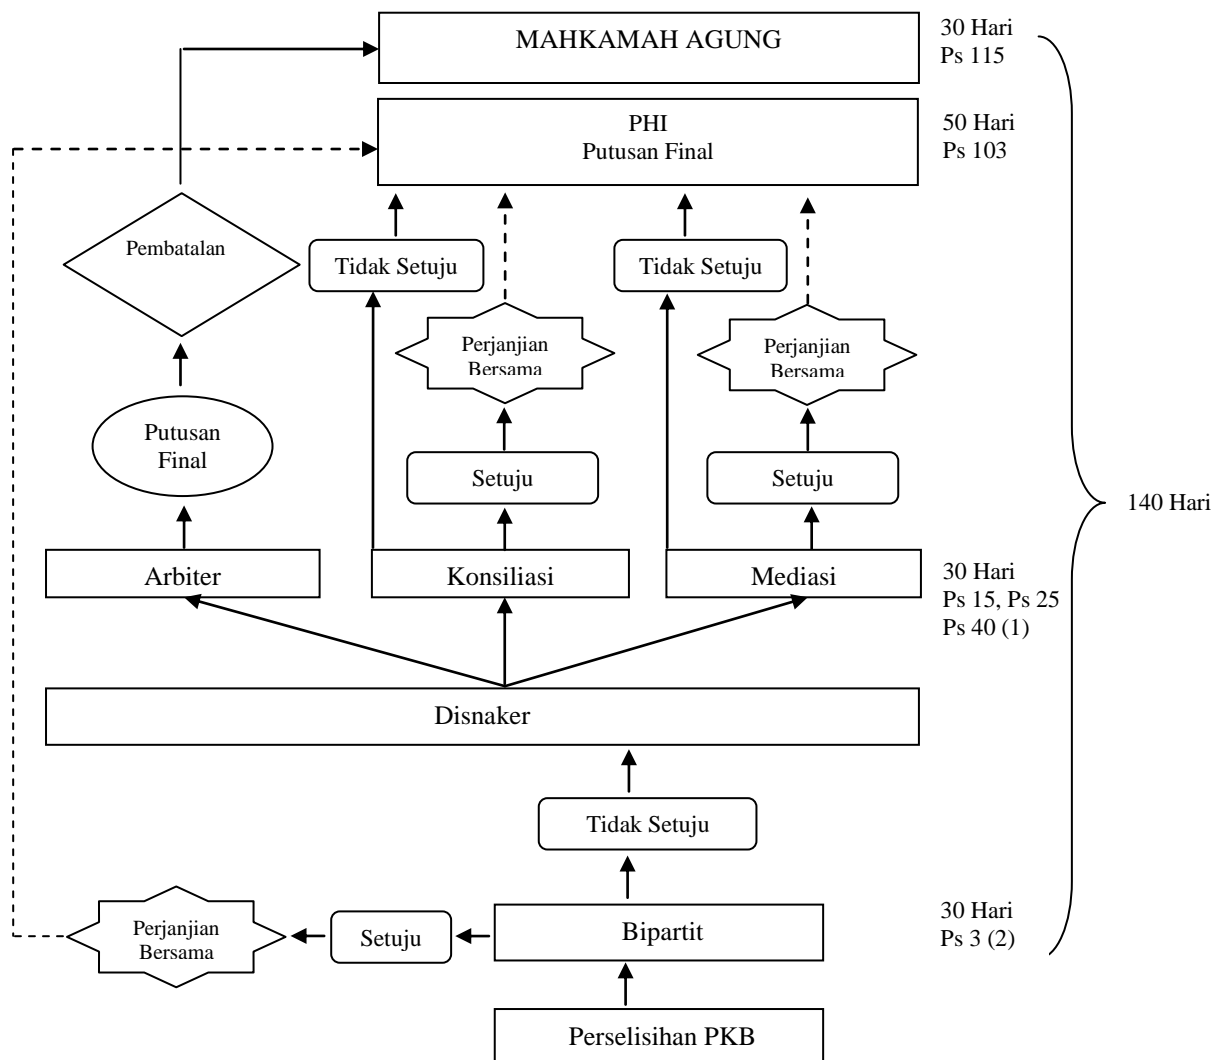 MAHKAMAH AGUNG
30 Hari
Ps 115
PHI
Putusan Final
50 Hari
Ps 103
Pembatalan
Tidak Setuju
Tidak Setuju
Perjanjian
Bersama
Perjanjian
Bersama
Putusan
Final
Setuju
Setuju
140 Hari
Arbiter
Konsiliasi
Mediasi
30 Hari
Ps 15, Ps 25
Ps 40 (1)
Disnaker
Tidak Setuju
Perjanjian
Bersama
Setuju
Bipartit
30 Hari
Ps 3 (2)
Perselisihan PKB